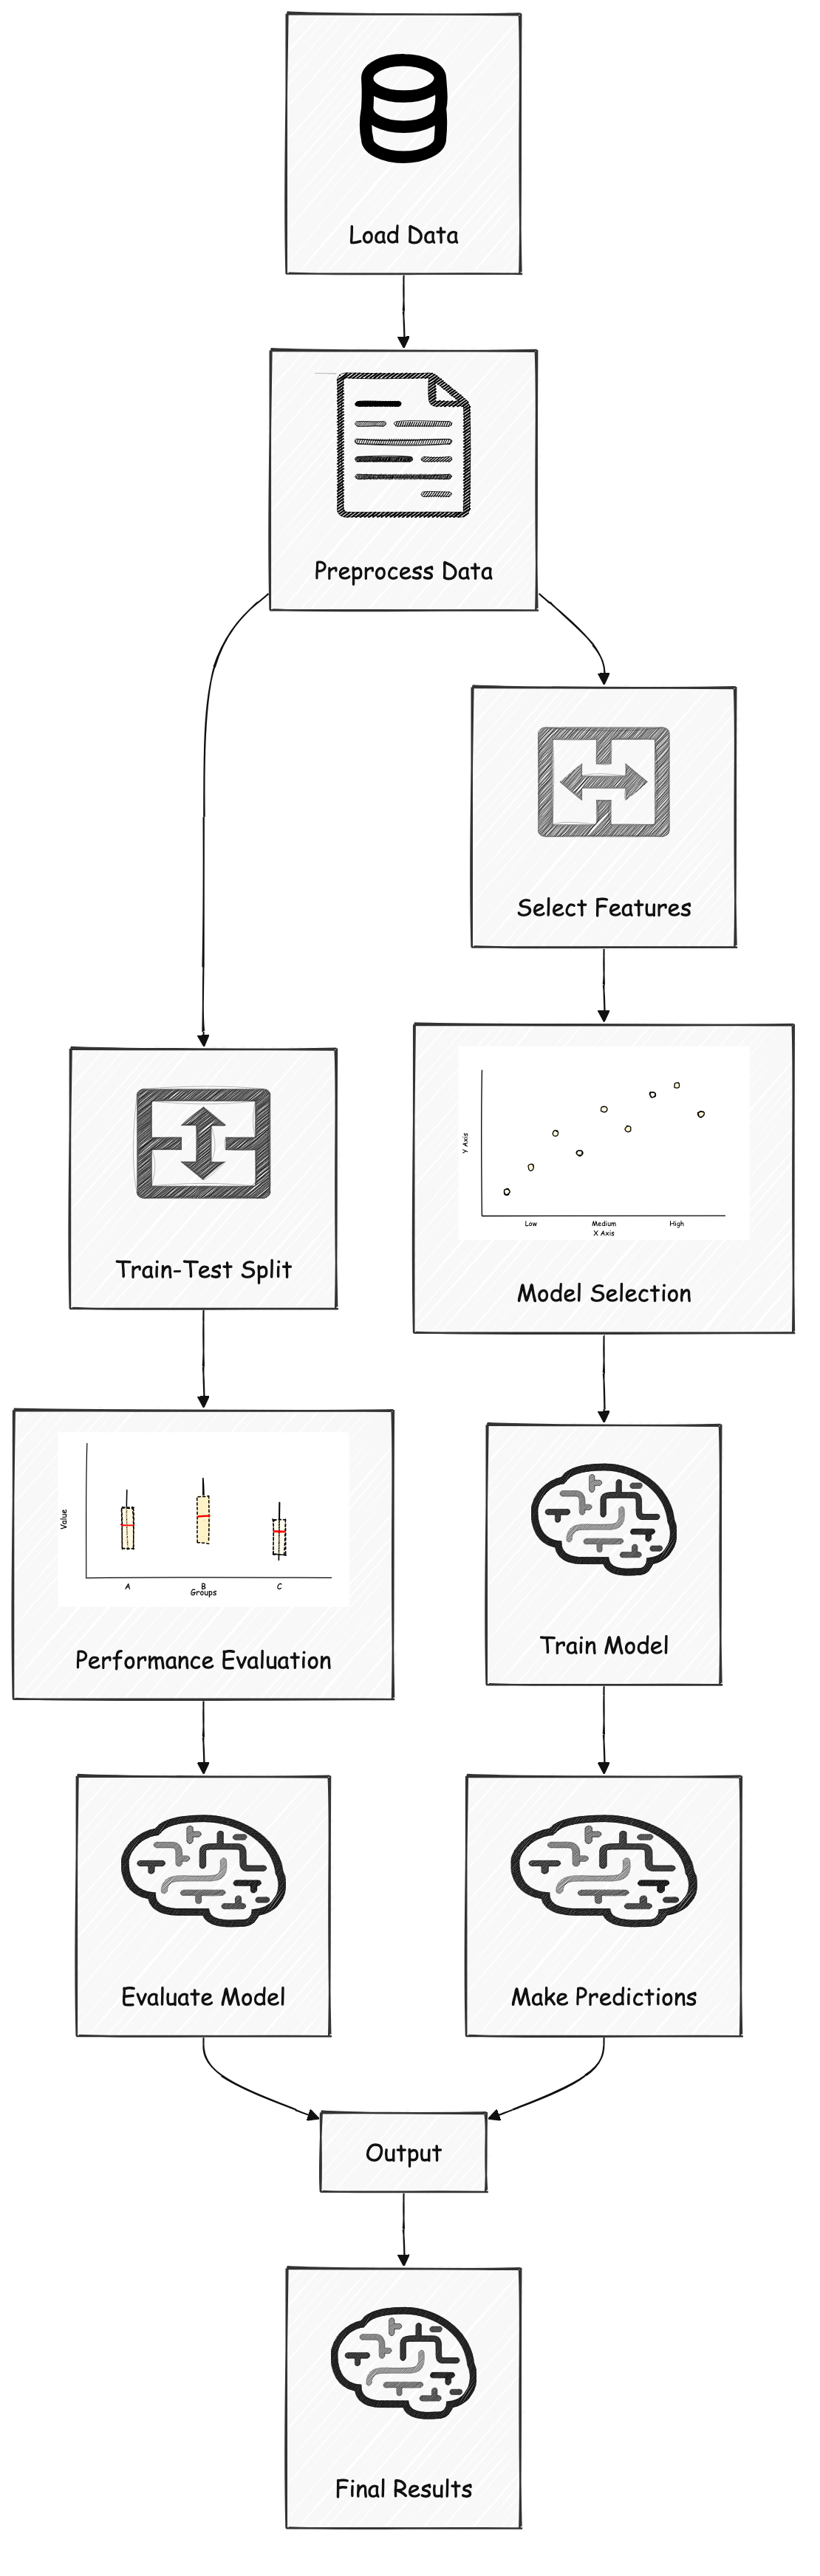 Load Data
Preprocess Data
Select Features
Train-Test Split
Y Axis
Low Medium High
X Axis
Model Selection
Value
A B C
Groups
Performance Evaluation
Train Model
Evaluate Model
Make Predictions
Output
Final Results